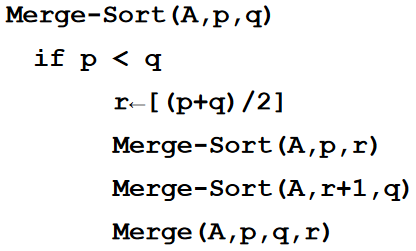 Merge-Sort(A,p,q)
if p < q
r←[(p+q)/2]
Merge-Sort(A,p,r)
Merge-Sort(A,r+1,q)
Merge(A,p,q,r)